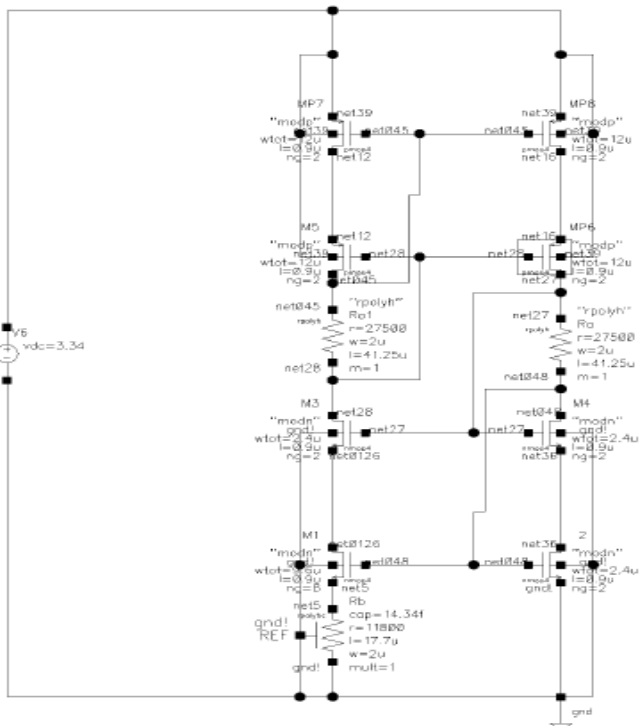 MP7
net39
net39
MP8
"modp"
net045
net045
"modp"
wtot=12u
wtot=12u
l=0.9u
l=0.9u
ng=2
net12
net16
ng=2
M5
net12
net16
MP6
"modp"
net28
net28
"modp"
wtot=12u
net39
wtot=12u
l=0.9u
l=0.9u
ng=2
net045
net27
ng=2
net045
"rpolyh"
net27
"rpolyh"
r=27500
Ro
r=27500
w=2u
w=2u
l=41.25u
l=41.25u
net28
m=1
net048
m=1
V6
vdc=3.34
M3
net28
net048
M4
"modn"
gnd!
"modn"
gnd!
net27
net27
wtot=2.4u
wtot=2.4u
l=0.9u
l=0.9u
ng=2
net0126
net36
ng=2
M1
net0126
net36
2
"modn"
net048
net048
"modn"
wtot=2.4u
l=0.9u
l=0.9u
ng=8
net5
gnd!
ng=2
net5
Rb
cap=14.34f
gnd!
REF
r=11800
l=17.7u
w=2u
gnd!
mult=1
gnd